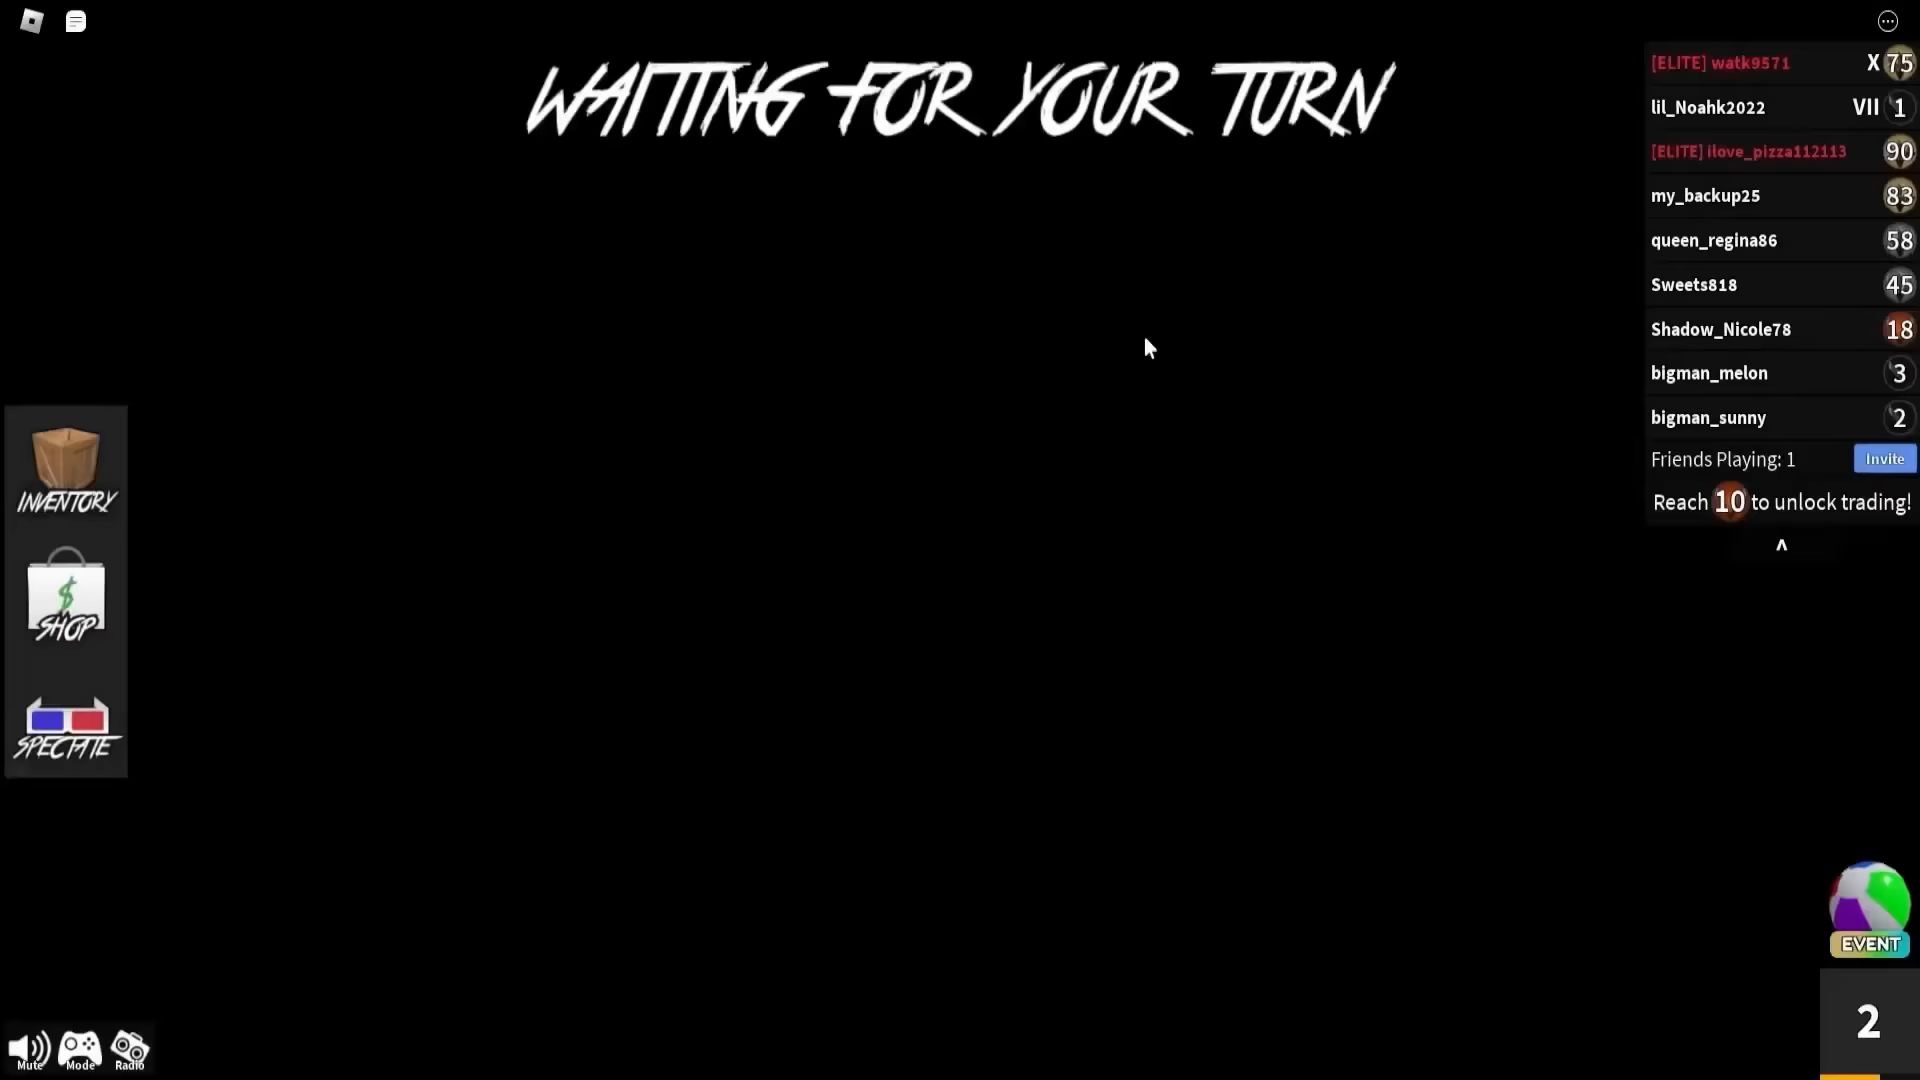 WAITING FOR YOUR TURN
[ELITE] watk9571 X 75
lil_Noahk2022 VII 1
[ELITE] ilove_pizza112113 90
my_backup25 83
queen_regina86 58
Sweets818 45
Shadow_Nicole78 18
bigman_melon 3
bigman_sunny 2
Friends Playing: 1 Invite
Reach 10 to unlock trading!
INVENTORY
$
SHOP
SPECTATE
EVENT
2
Mute Mode Radio